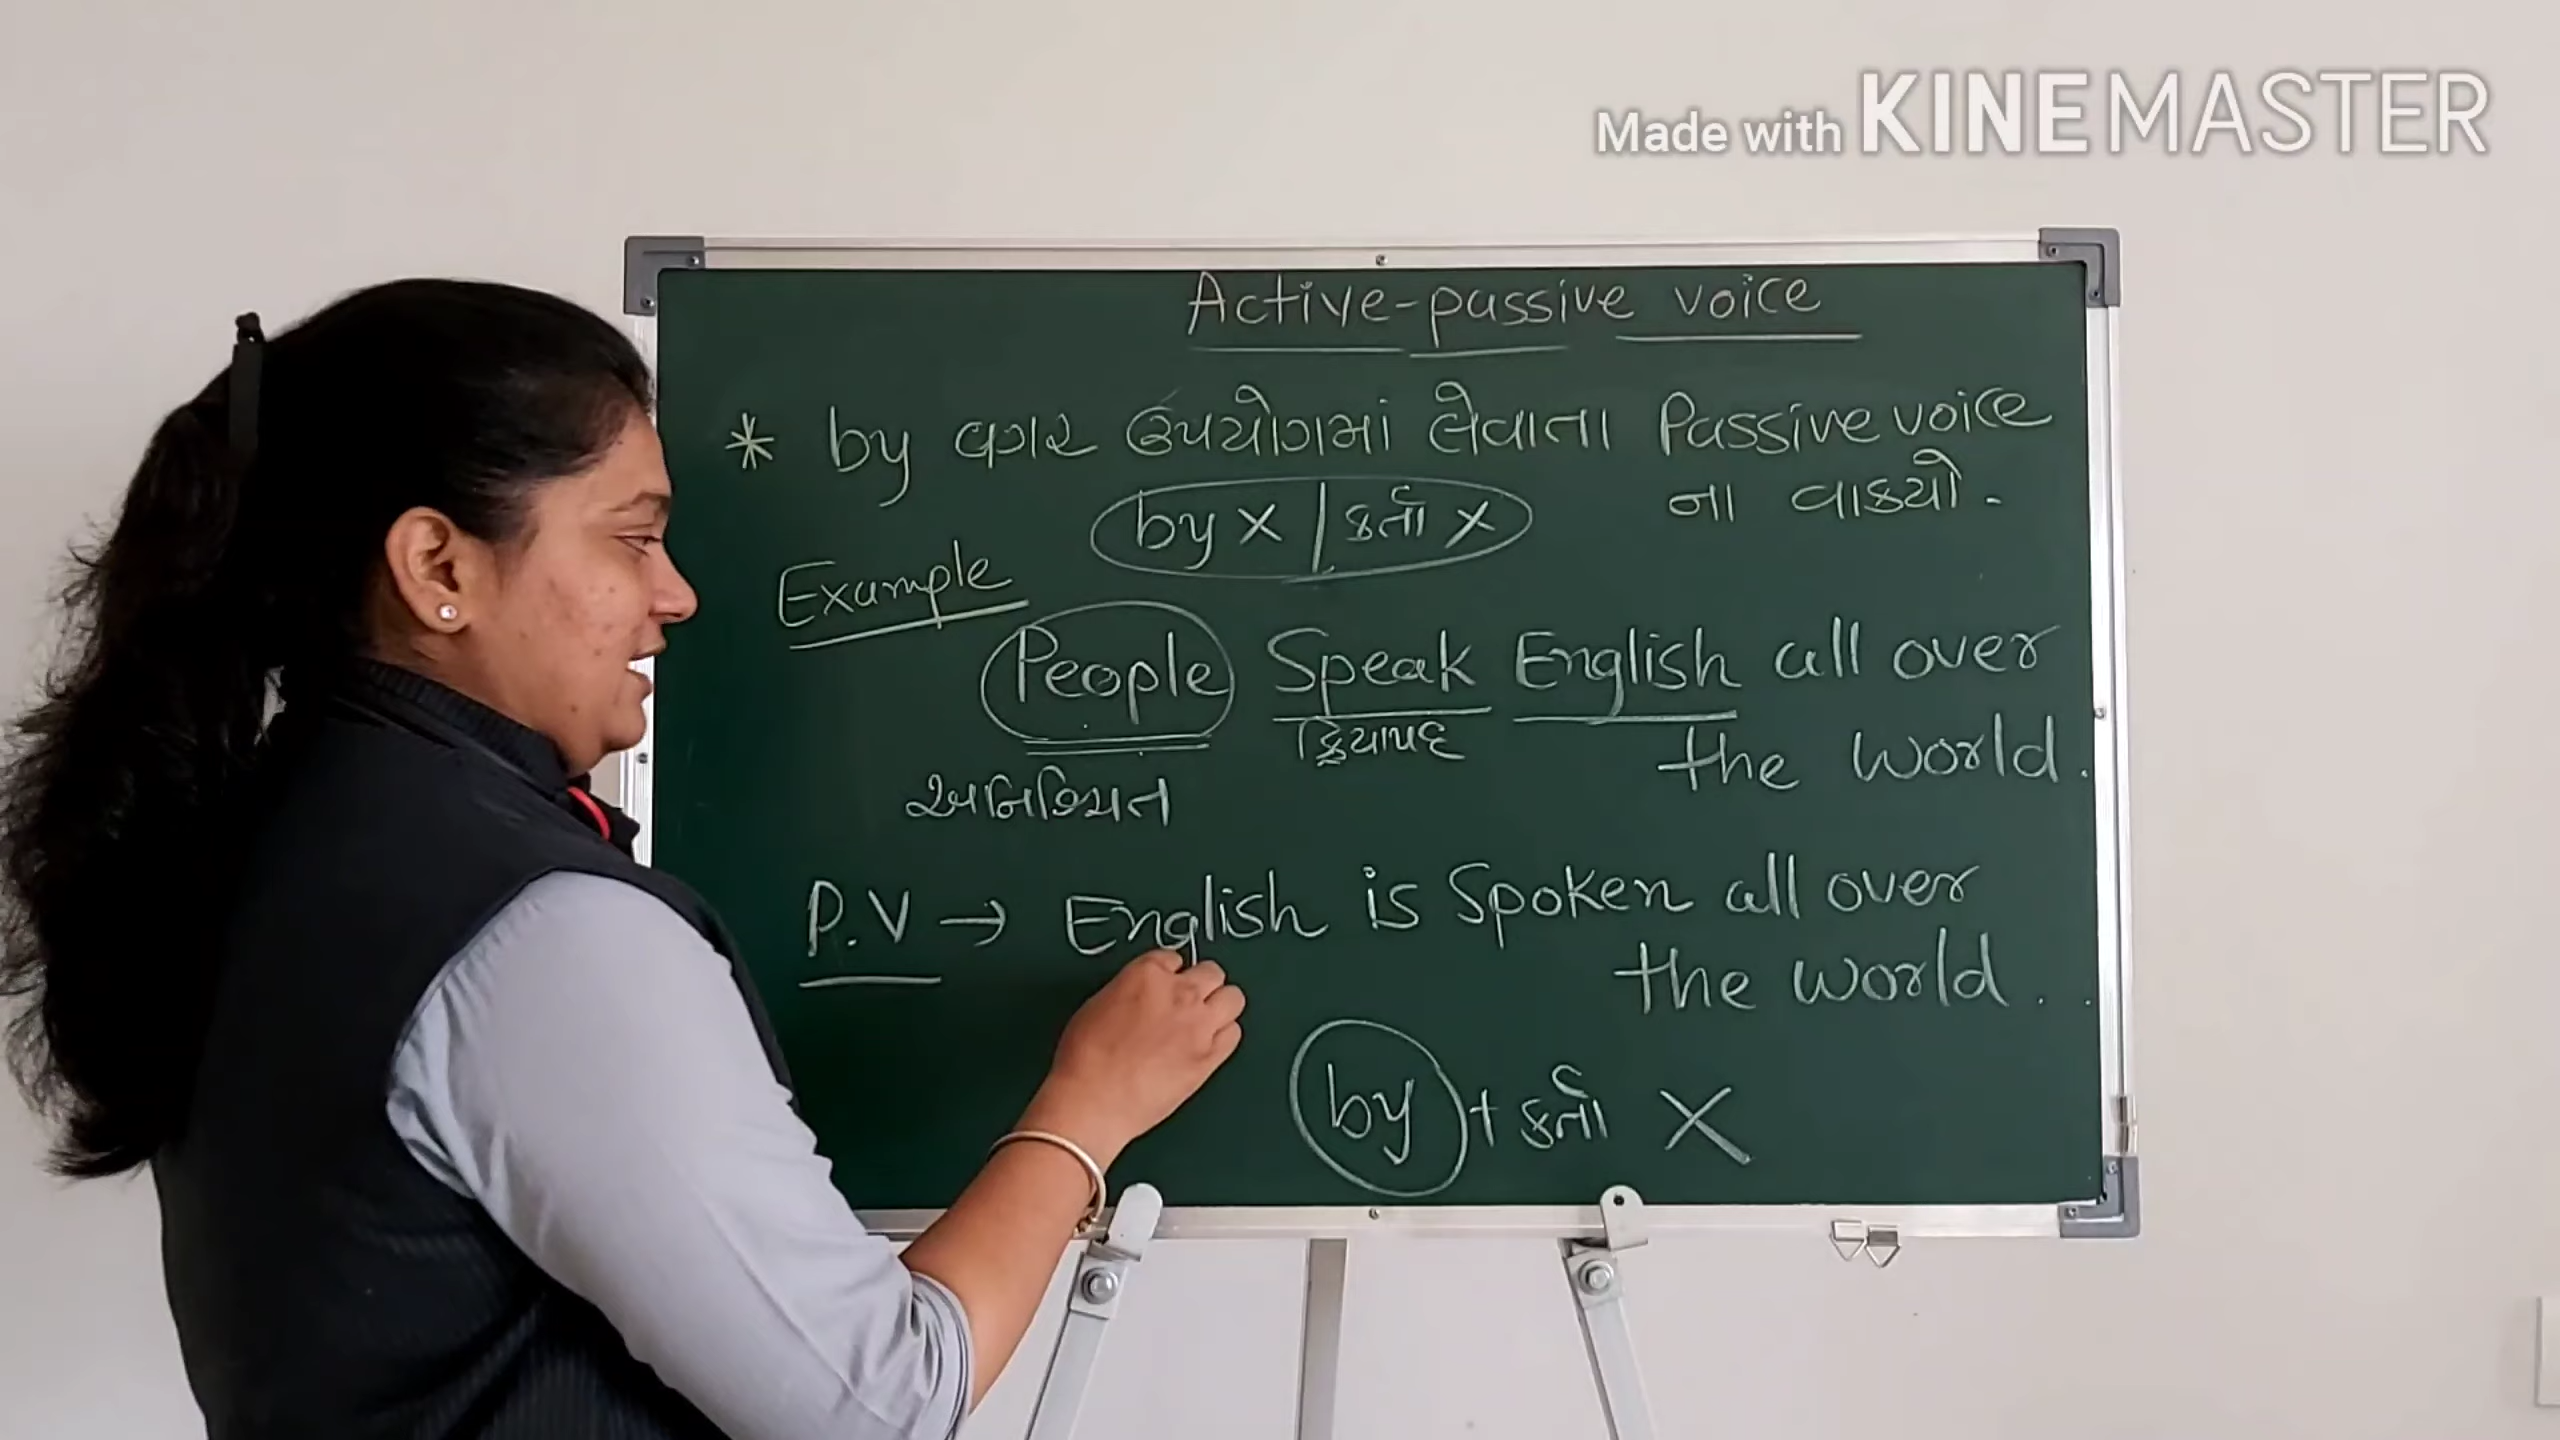 Made with KINEMASTER
Active-passive voice
* by વગર ઉપયોગમાં લેવાતા Passive voice
ના વાક્યો.
by X | કર્તા X
Example
People Speak English all over
ક્રિયાપદ
the world.
અનિશ્ચિત
P.V → English is Spoken all over
the world.
by + કર્તા X